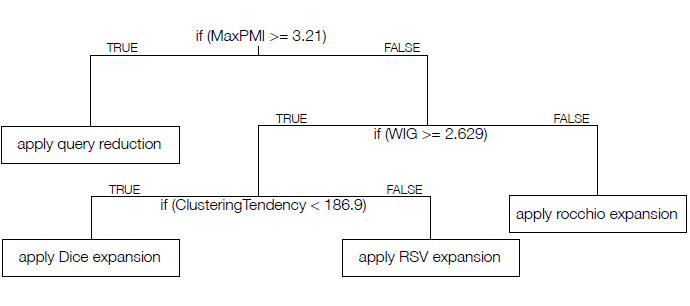 if (MaxPMI >= 3.21)
TRUE
FALSE
apply query reduction
TRUE
FALSE
if (WIG >= 2.629)
TRUE
FALSE
if (ClusteringTendency < 186.9)
apply rocchio expansion
apply Dice expansion
apply RSV expansion